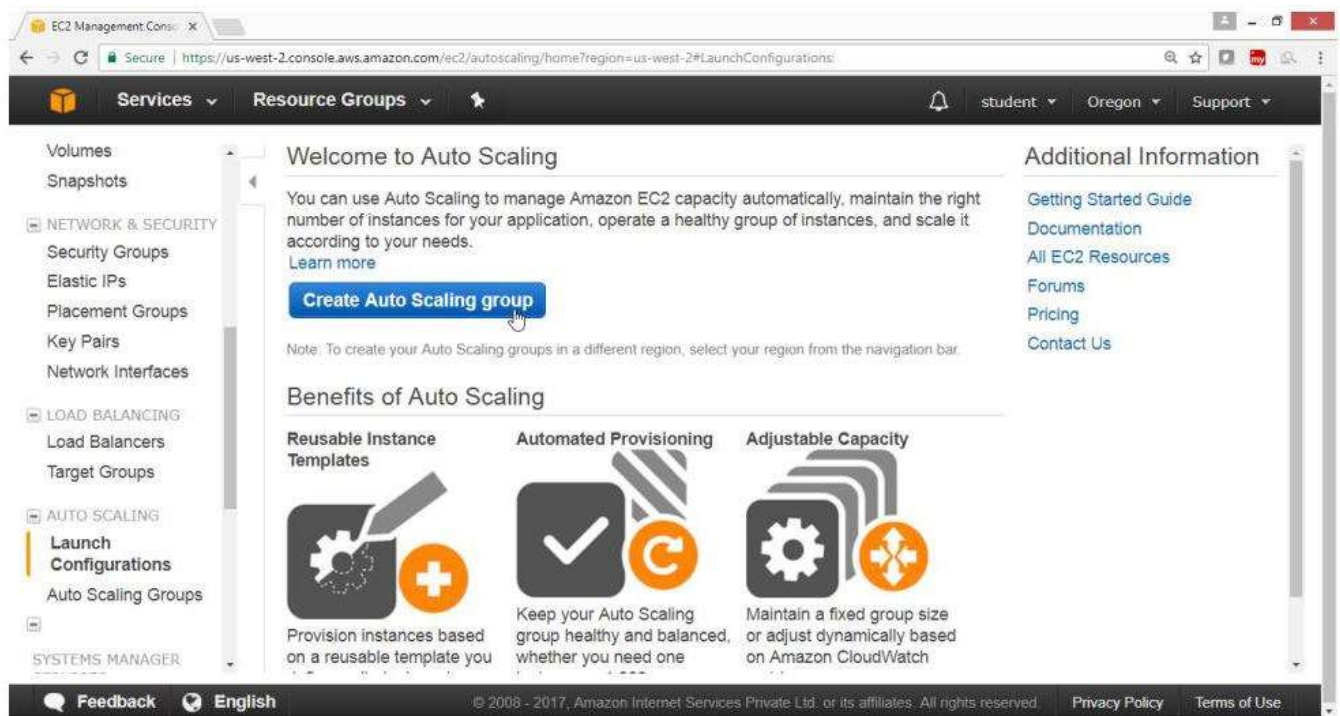 EC2 Management Cons
Secure | https://us-west-2.console.aws.amazon.com/ec2/autoscaling/home?region=us-west-2#LaunchConfigurations:
my
Services
Resource Groups
student
Oregon
Support
Volumes
Snapshots
NETWORK & SECURITY
Security Groups
Elastic IPs
Placement Groups
Key Pairs
Network Interfaces
LOAD BALANCING
Load Balancers
Target Groups
AUTO SCALING
Launch
Configurations
Auto Scaling Groups
SYSTEMS MANAGER
Welcome to Auto Scaling
You can use Auto Scaling to manage Amazon EC2 capacity automatically, maintain the right
number of instances for your application, operate a healthy group of instances, and scale it
according to your needs.
Learn more
Create Auto Scaling group
Note: To create your Auto Scaling groups in a different region, select your region from the navigation bar.
Benefits of Auto Scaling
Reusable Instance
Templates
Provision instances based
on a reusable template you
Automated Provisioning
Keep your Auto Scaling
group healthy and balanced,
whether you need one
Adjustable Capacity
Maintain a fixed group size
or adjust dynamically based
on Amazon CloudWatch
Additional Information
Getting Started Guide
Documentation
All EC2 Resources
Forums
Pricing
Contact Us
Feedback
English
© 2008 - 2017, Amazon Internet Services Private Ltd. or its affiliates. All rights reserved.
Privacy Policy
Terms of Use